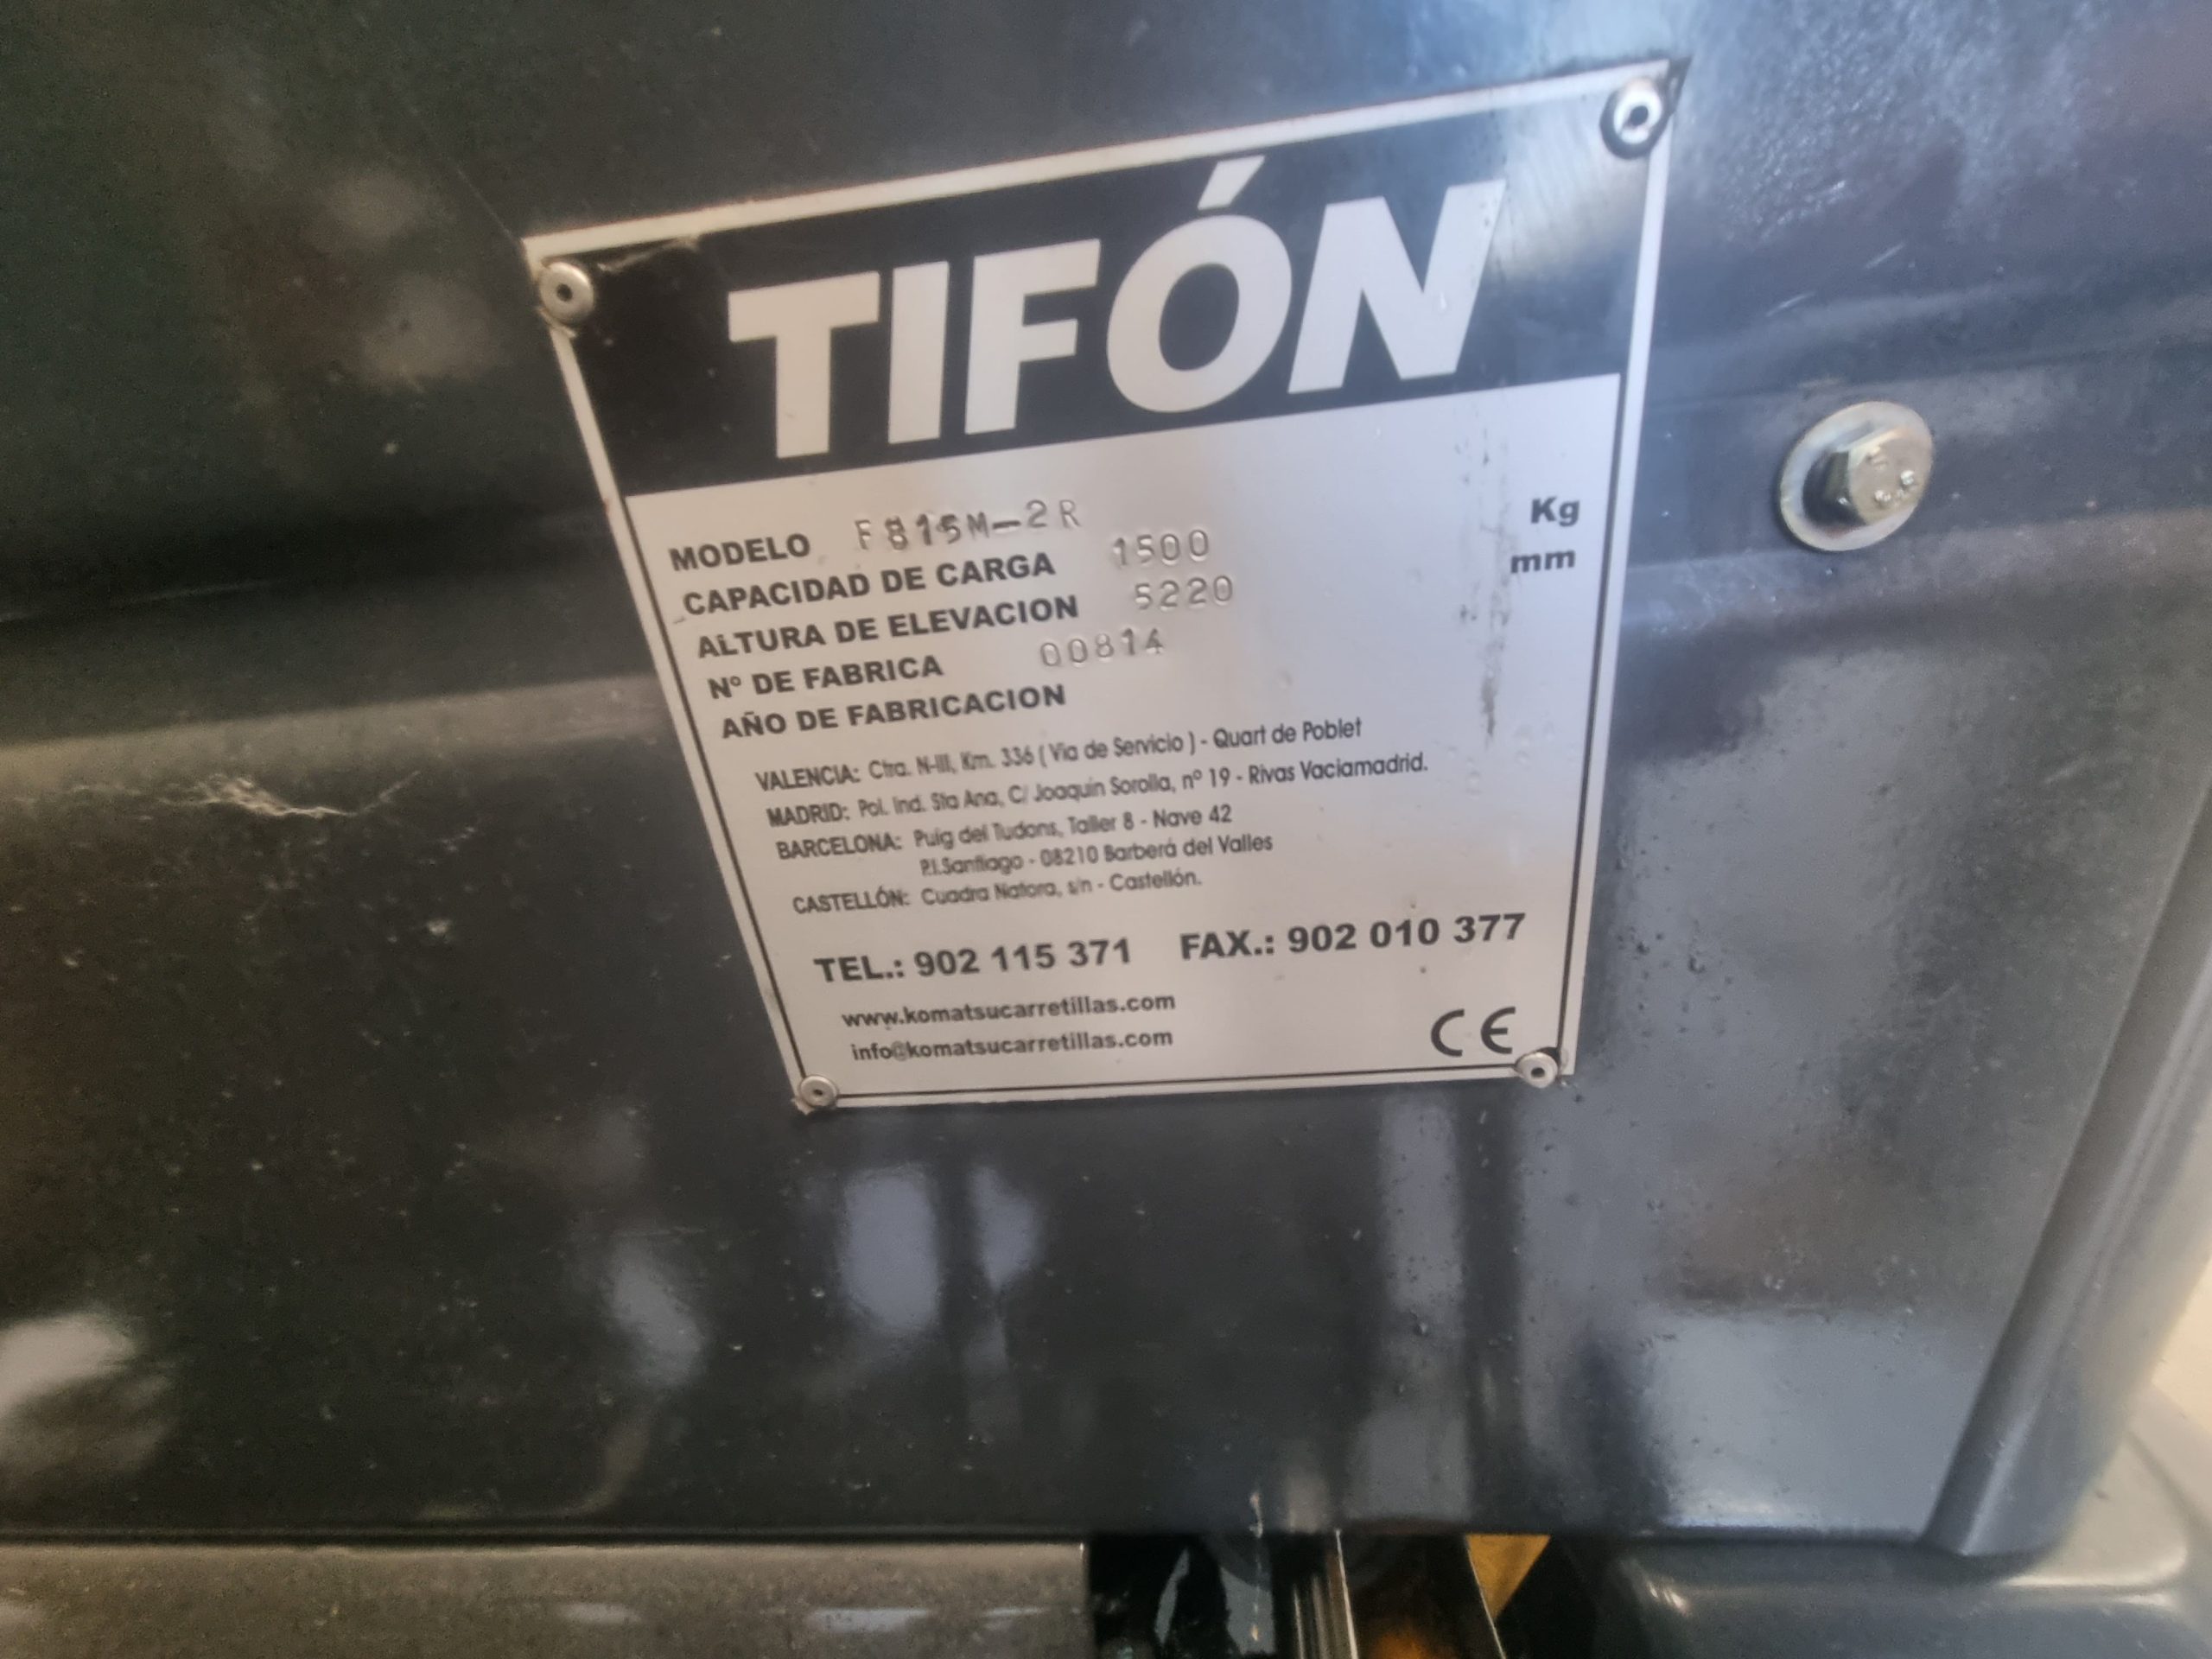 TIFÓN
MODELO F815M-2R
CAPACIDAD DE CARGA 1500 Kg
ALTURA DE ELEVACION 5220 mm
Nº DE FABRICA 00814
AÑO DE FABRICACION
VALENCIA: Ctra. N-III, Km. 336 ( Via de Servicio ) - Quart de Poblet
MADRID: Pol. Ind. Sta Ana, C/ Joaquín Sorolla, nº 19 - Rivas Vaciamadrid.
BARCELONA: Puig del Tudons, Taller 8 - Nave 42
P.I.Santiago - 08210 Barberá del Valles
CASTELLÓN: Cuadra Natora, s/n - Castellón.
TEL.: 902 115 371 FAX.: 902 010 377
www.komatsucarretillas.com
info@komatsucarretillas.com
CE